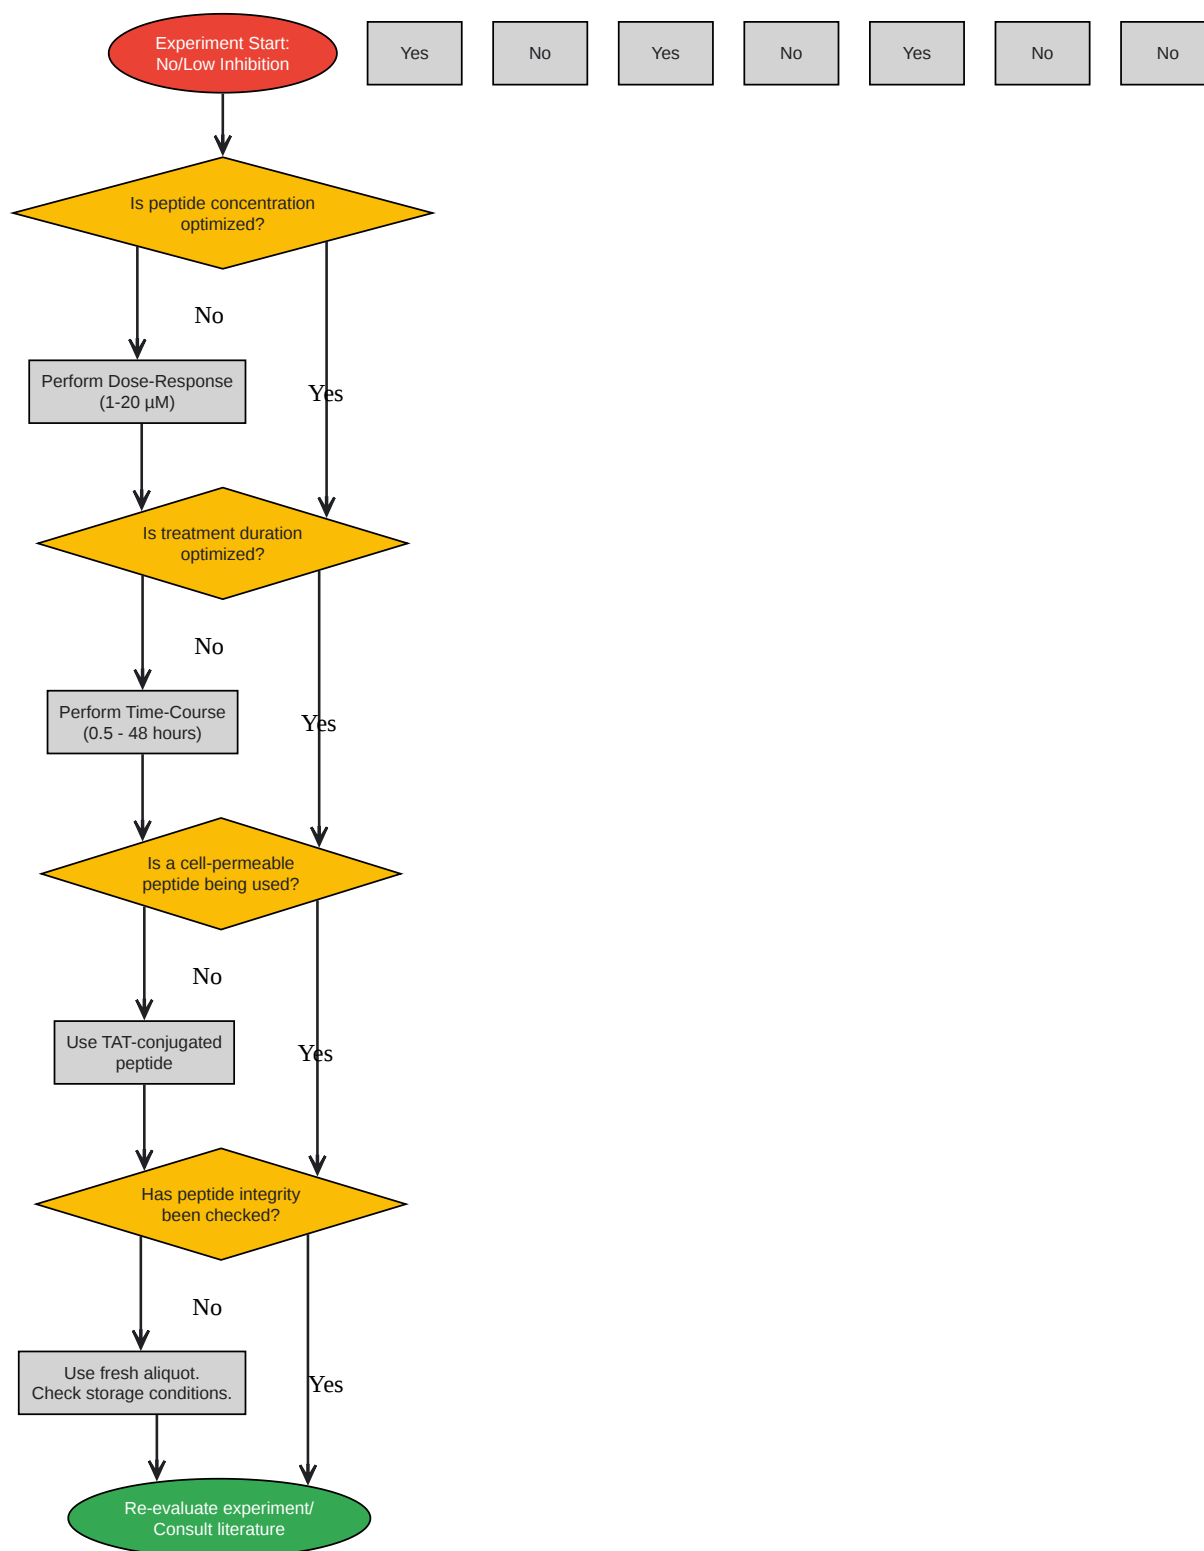 Experiment Start:
No/Low Inhibition
Yes
No
Yes
No
Yes
No
No
Is peptide concentration
optimized?
No
Perform Dose-Response
(1-20 µM)
Yes
Is treatment duration
optimized?
No
Perform Time-Course
(0.5 - 48 hours)
Yes
Is a cell-permeable
peptide being used?
No
Use TAT-conjugated
peptide
Yes
Has peptide integrity
been checked?
No
Use fresh aliquot.
Check storage conditions.
Yes
Re-evaluate experiment/
Consult literature